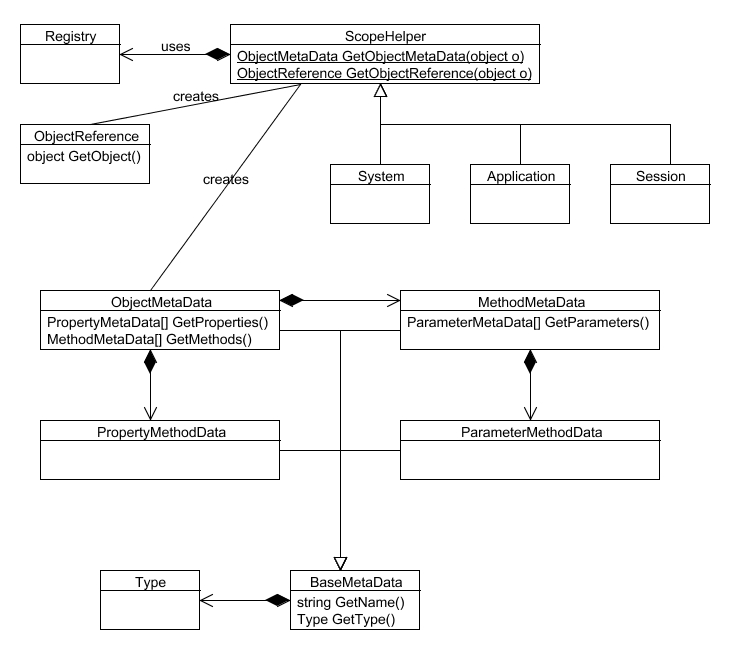 Registry
uses
ScopeHelper
ObjectMetaData GetObjectMetaData(object o)
ObjectReference GetObjectReference(object o)
creates
ObjectReference
object GetObject()
creates
System
Application
Session
ObjectMetaData
PropertyMetaData[] GetProperties()
MethodMetaData[] GetMethods()
MethodMetaData
ParameterMetaData[] GetParameters()
PropertyMethodData
ParameterMethodData
Type
BaseMetaData
string GetName()
Type GetType()